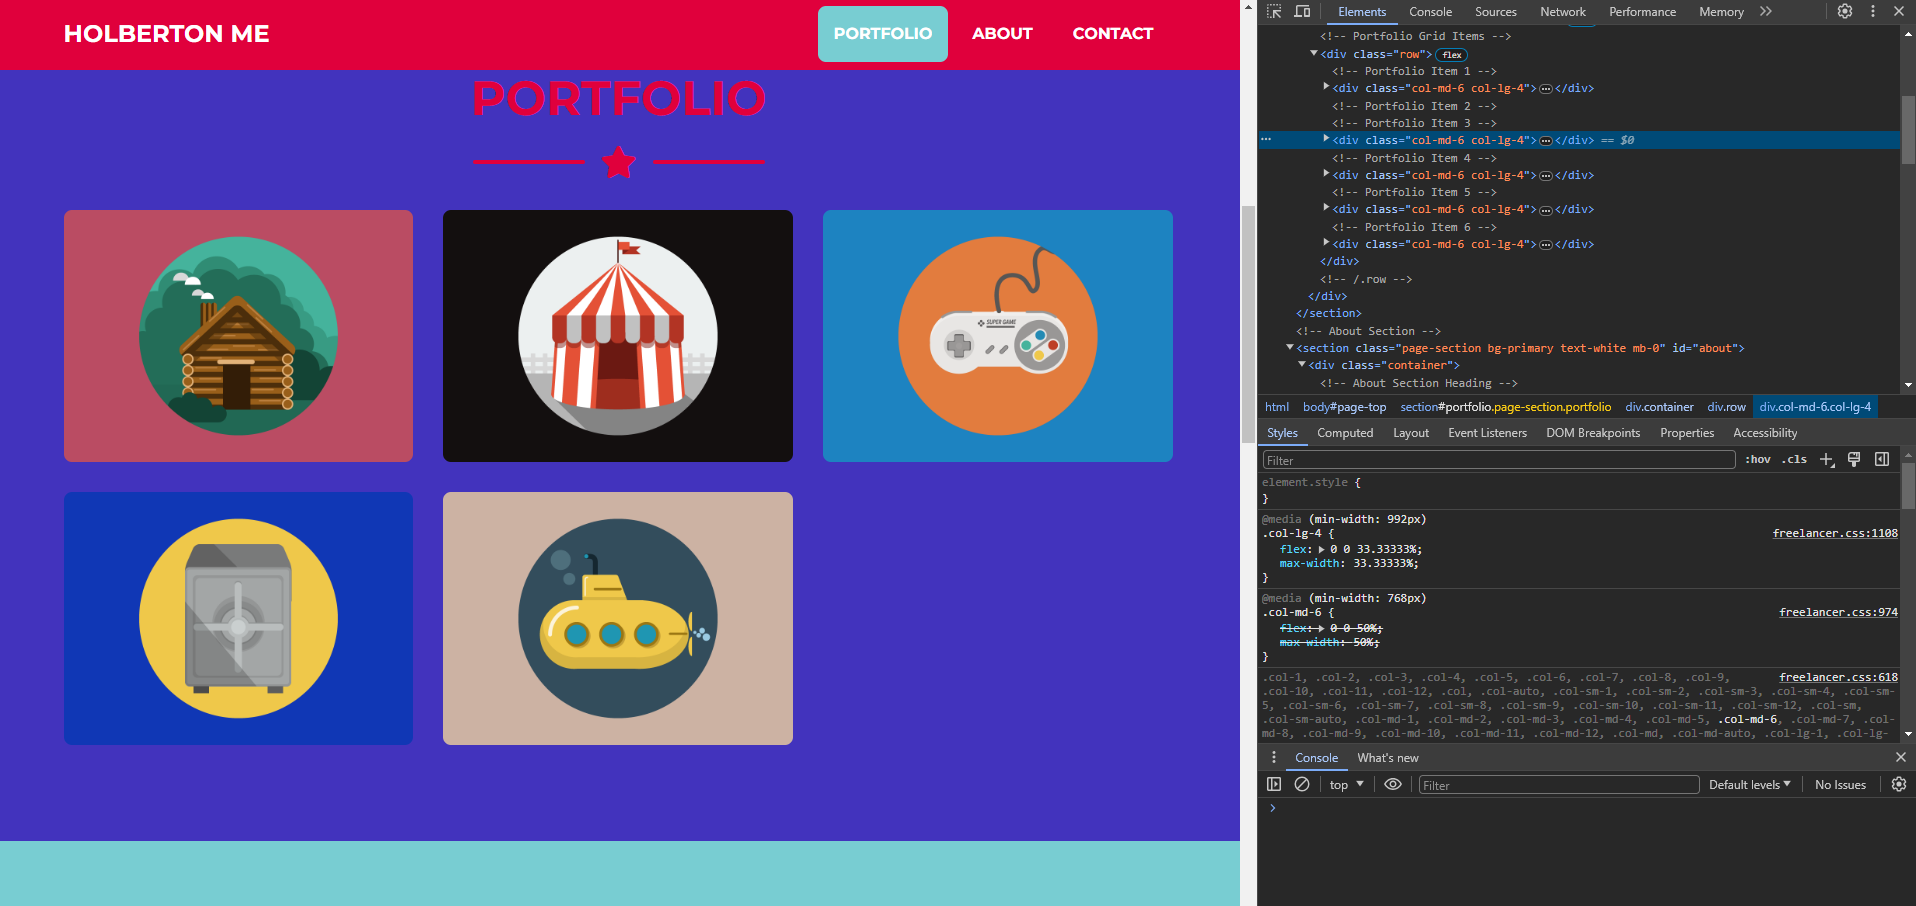 HOLBERTON ME
PORTFOLIO
ABOUT
CONTACT
PORTFOLIO
SUPER GAME
Elements Console Sources Network Performance Memory
<!-- Portfolio Grid Items -->
<div class="row"> flex
<!-- Portfolio Item 1 -->
<div class="col-md-6 col-lg-4">…</div>
<!-- Portfolio Item 2 -->
<!-- Portfolio Item 3 -->
<div class="col-md-6 col-lg-4">…</div> == $0
<!-- Portfolio Item 4 -->
<div class="col-md-6 col-lg-4">…</div>
<!-- Portfolio Item 5 -->
<div class="col-md-6 col-lg-4">…</div>
<!-- Portfolio Item 6 -->
<div class="col-md-6 col-lg-4">…</div>
</div>
<!-- /.row -->
</div>
</section>
<!-- About Section -->
<section class="page-section bg-primary text-white mb-0" id="about">
<div class="container">
<!-- About Section Heading -->
html body#page-top section#portfolio.page-section.portfolio div.container div.row div.col-md-6.col-lg-4
Styles Computed Layout Event Listeners DOM Breakpoints Properties Accessibility
Filter :hov .cls
element.style {
}
@media (min-width: 992px)
.col-lg-4 { freelancer.css:1108
flex: 0 0 33.33333%;
max-width: 33.33333%;
}
@media (min-width: 768px)
.col-md-6 { freelancer.css:974
flex: 0 0 50%;
max-width: 50%;
}
.col-1, .col-2, .col-3, .col-4, .col-5, .col-6, .col-7, .col-8, .col-9, freelancer.css:618
.col-10, .col-11, .col-12, .col, .col-auto, .col-sm-1, .col-sm-2, .col-sm-3, .col-sm-4, .col-sm-
5, .col-sm-6, .col-sm-7, .col-sm-8, .col-sm-9, .col-sm-10, .col-sm-11, .col-sm-12, .col-sm,
.col-sm-auto, .col-md-1, .col-md-2, .col-md-3, .col-md-4, .col-md-5, .col-md-6, .col-md-7, .col-
md-8, .col-md-9, .col-md-10, .col-md-11, .col-md-12, .col-md, .col-md-auto, .col-lg-1, .col-lg-
Console What's new
top Filter Default levels No Issues